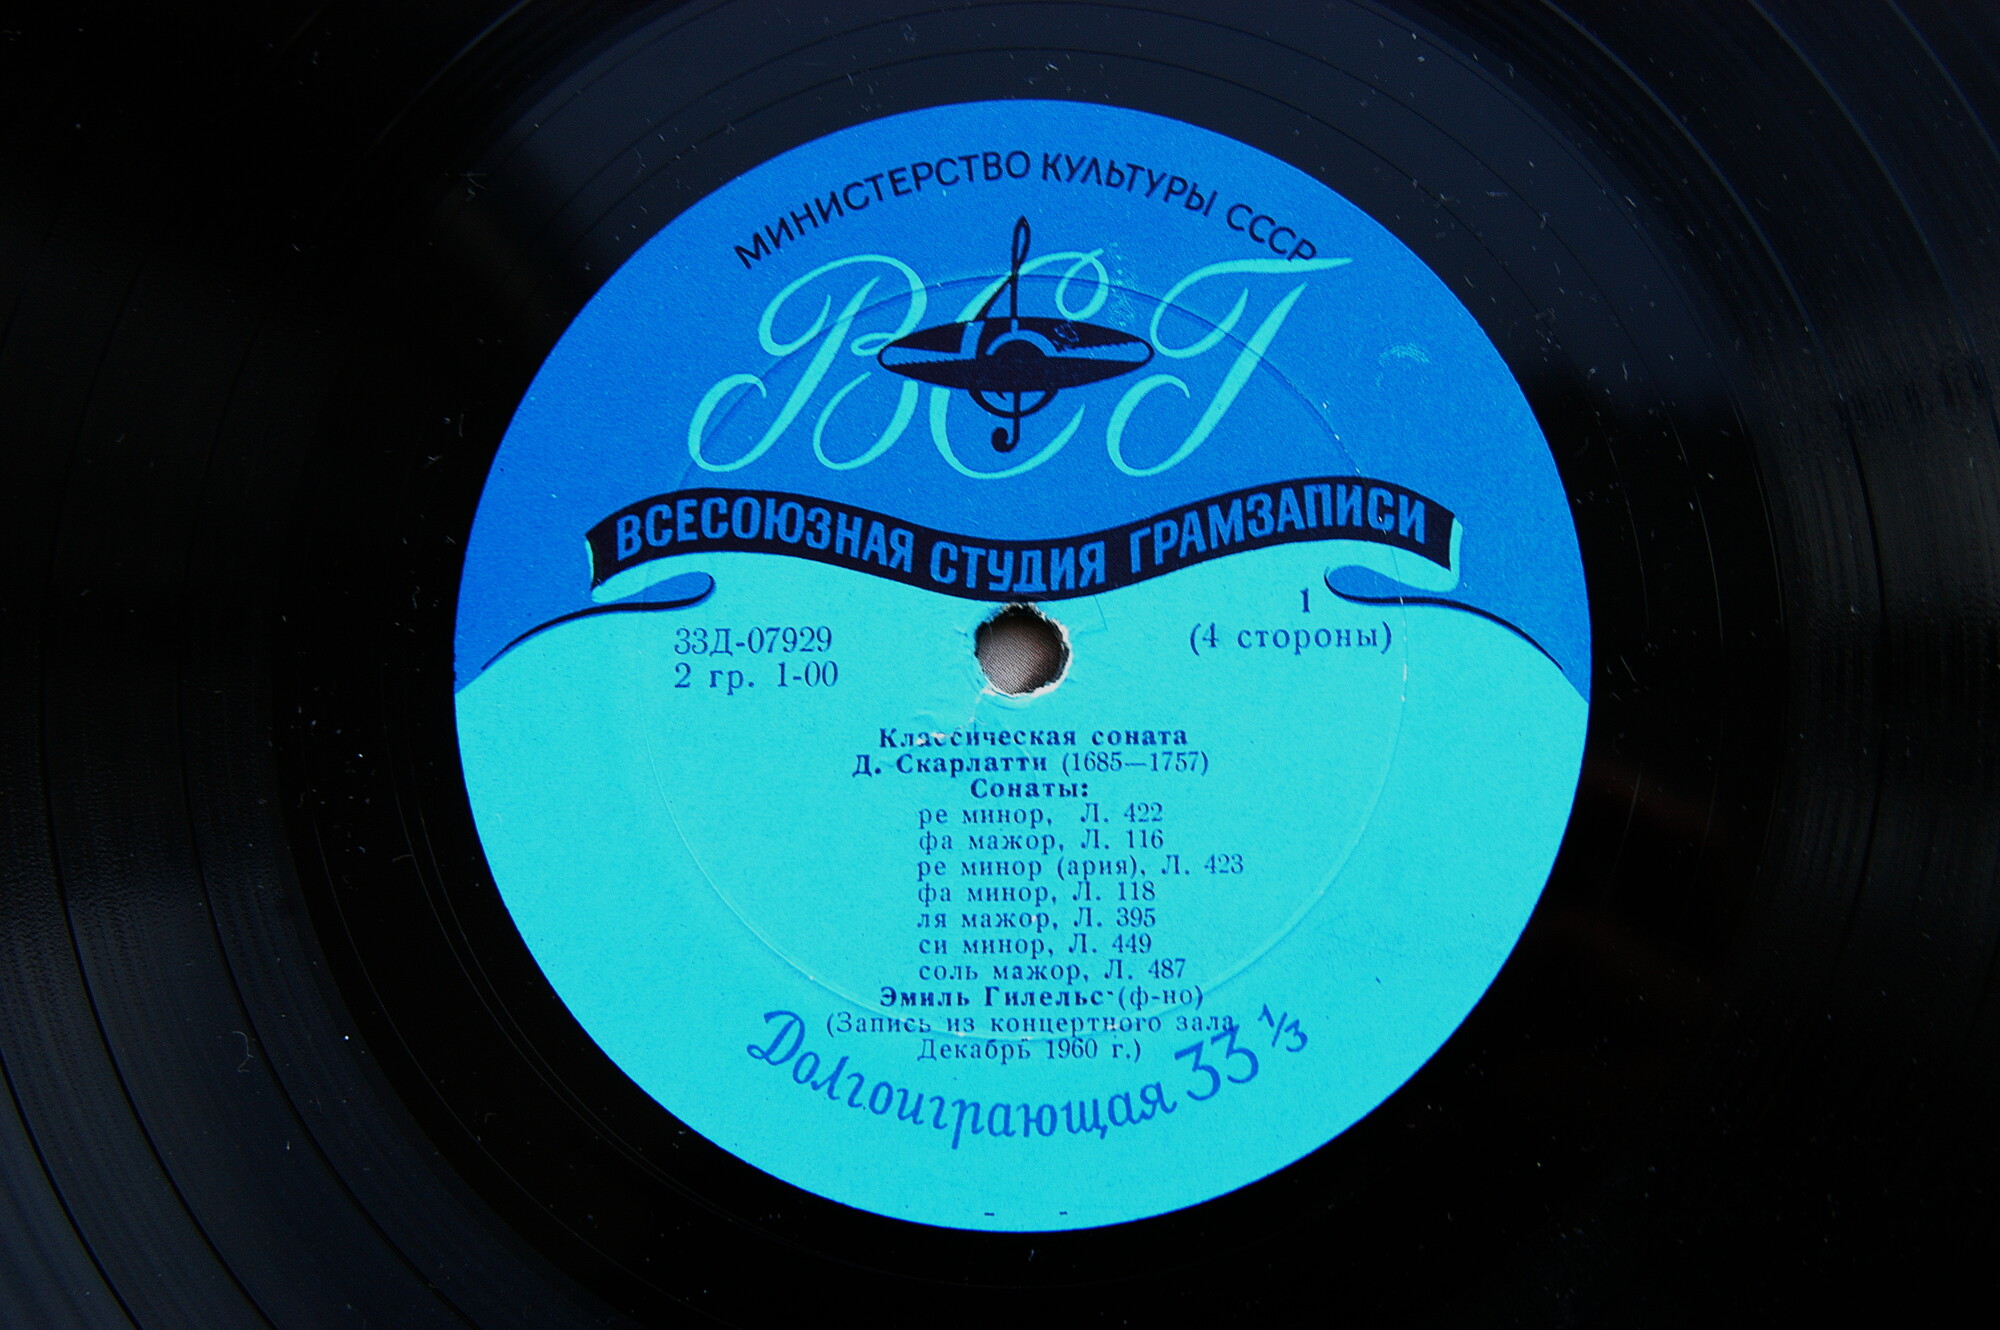 МИНИСТЕРСТВО КУЛЬТУРЫ СССР
ВСГ
ВСЕСОЮЗНАЯ СТУДИЯ ГРАМЗАПИСИ
33Д-07929
2 гр. 1-00
1
(4 стороны)
Классическая соната
Д. Скарлатти (1685—1757)
Сонаты:
ре минор, Л. 422
фа мажор, Л. 116
ре минор (ария), Л. 423
фа минор, Л. 118
ля мажор, Л. 395
си минор, Л. 449
соль мажор, Л. 487
Эмиль Гилельс (ф-но)
(Запись из концертного зала
Декабрь 1960 г.)
Долгоиграющая 33 1/3